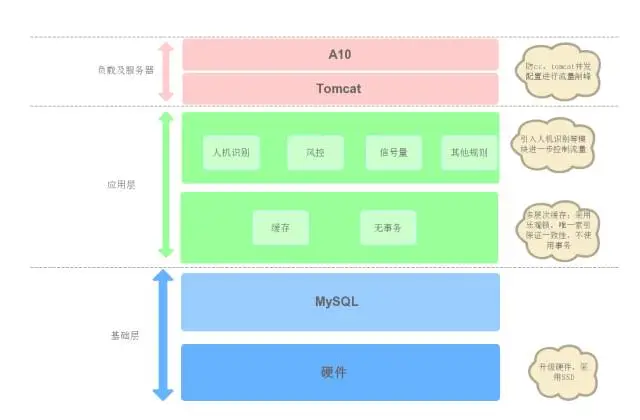 A10
负载及服务器
Tomcat
防cc，tomcat并发
配置进行流量削峰
人机识别
风控
信号量
其他规则
引入人机识别等模
块进一步控制流量
应用层
缓存
无事务
多层次缓存；采用
乐观锁，唯一索引
保证一致性，不使
用事务
MySQL
基础层
硬件
升级硬件，采
用SSD